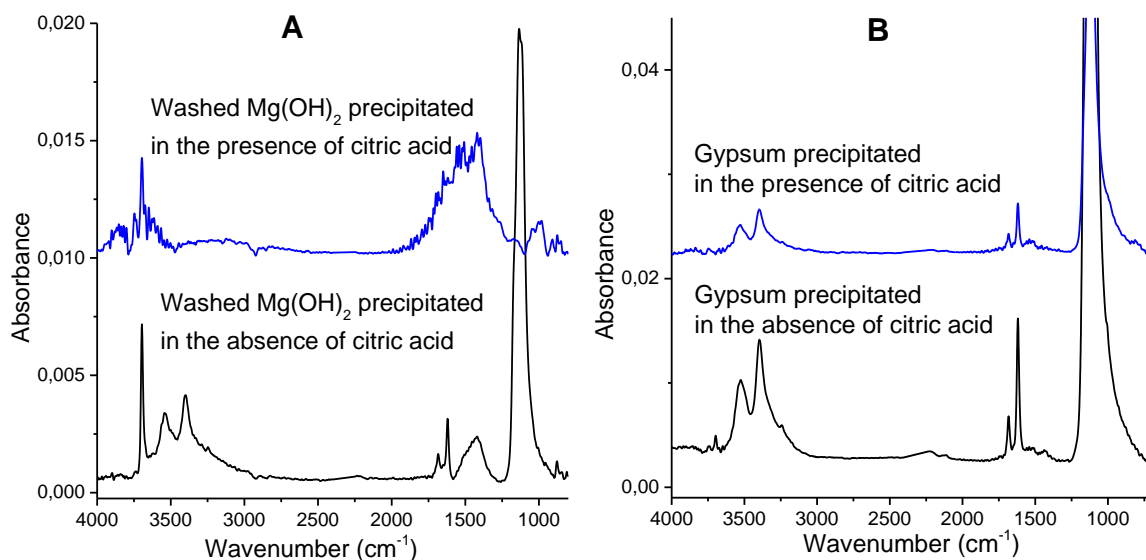 A
0,020
0,015
0,010
0,005
0,000
Absorbance
Washed Mg(OH)₂ precipitated
in the presence of citric acid
Washed Mg(OH)₂ precipitated
in the absence of citric acid
4000 3500 3000 2500 2000 1500 1000
Wavenumber (cm⁻¹)
B
0,04
0,02
0,00
Absorbance
Gypsum precipitated
in the presence of citric acid
Gypsum precipitated
in the absence of citric acid
4000 3500 3000 2500 2000 1500 1000
Wavenumber (cm⁻¹)